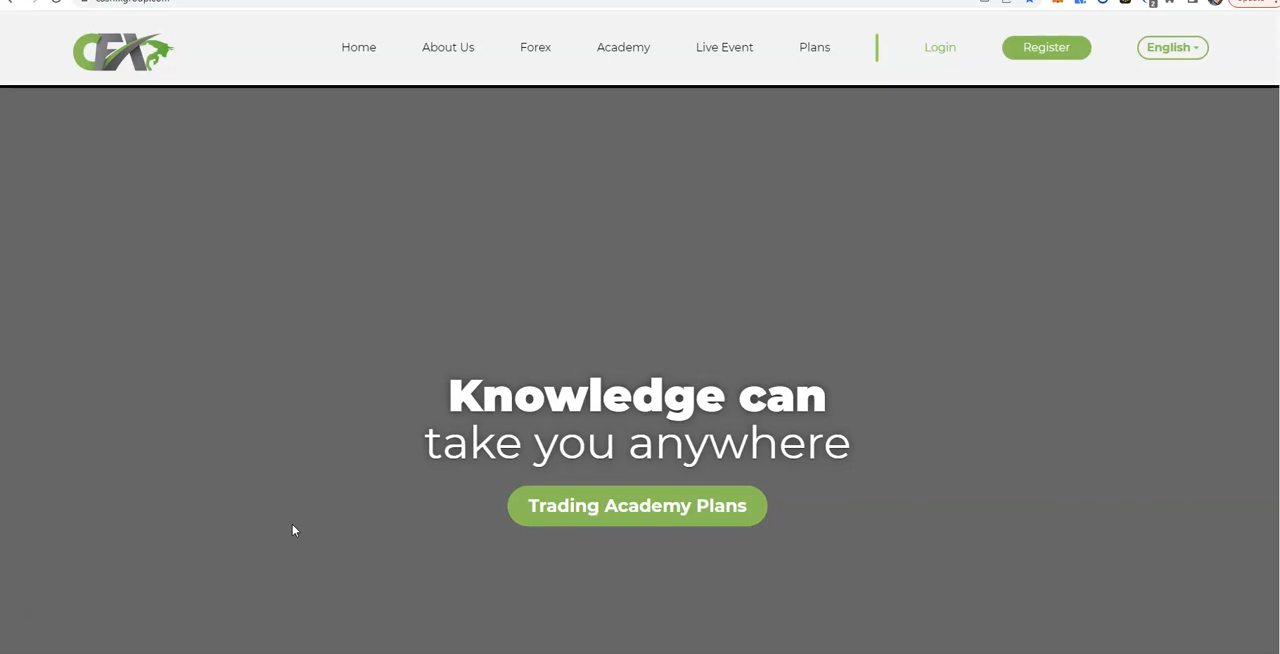 CFX
Home
About Us
Forex
Academy
Live Event
Plans
Login
Register
English
Knowledge can
take you anywhere
Trading Academy Plans